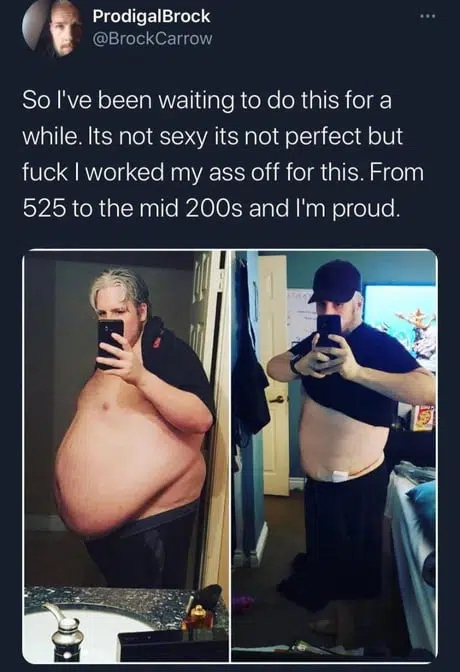 ProdigalBrock
@BrockCarrow
So I've been waiting to do this for a
while. Its not sexy its not perfect but
fuck I worked my ass off for this. From
525 to the mid 200s and I'm proud.